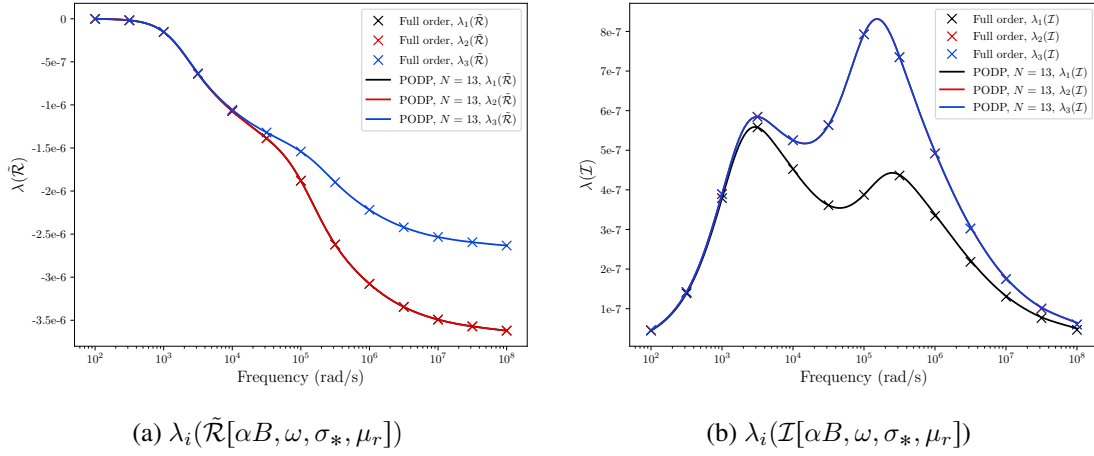 0
-5e-7
-1e-6
-1.5e-6
-2e-6
-2.5e-6
-3e-6
-3.5e-6
λ(R̃)
10² 10³ 10⁴ 10⁵ 10⁶ 10⁷ 10⁸
Frequency (rad/s)
Full order, λ₁(R̃)
Full order, λ₂(R̃)
Full order, λ₃(R̃)
PODP, N = 13, λ₁(R̃)
PODP, N = 13, λ₂(R̃)
PODP, N = 13, λ₃(R̃)
(a) λᵢ(R̃[αB, ω, σ∗, μᵣ])
8e-7
7e-7
6e-7
5e-7
4e-7
3e-7
2e-7
1e-7
λ(I)
10² 10³ 10⁴ 10⁵ 10⁶ 10⁷ 10⁸
Frequency (rad/s)
Full order, λ₁(I)
Full order, λ₂(I)
Full order, λ₃(I)
PODP, N = 13, λ₁(I)
PODP, N = 13, λ₂(I)
PODP, N = 13, λ₃(I)
(b) λᵢ(I[αB, ω, σ∗, μᵣ])